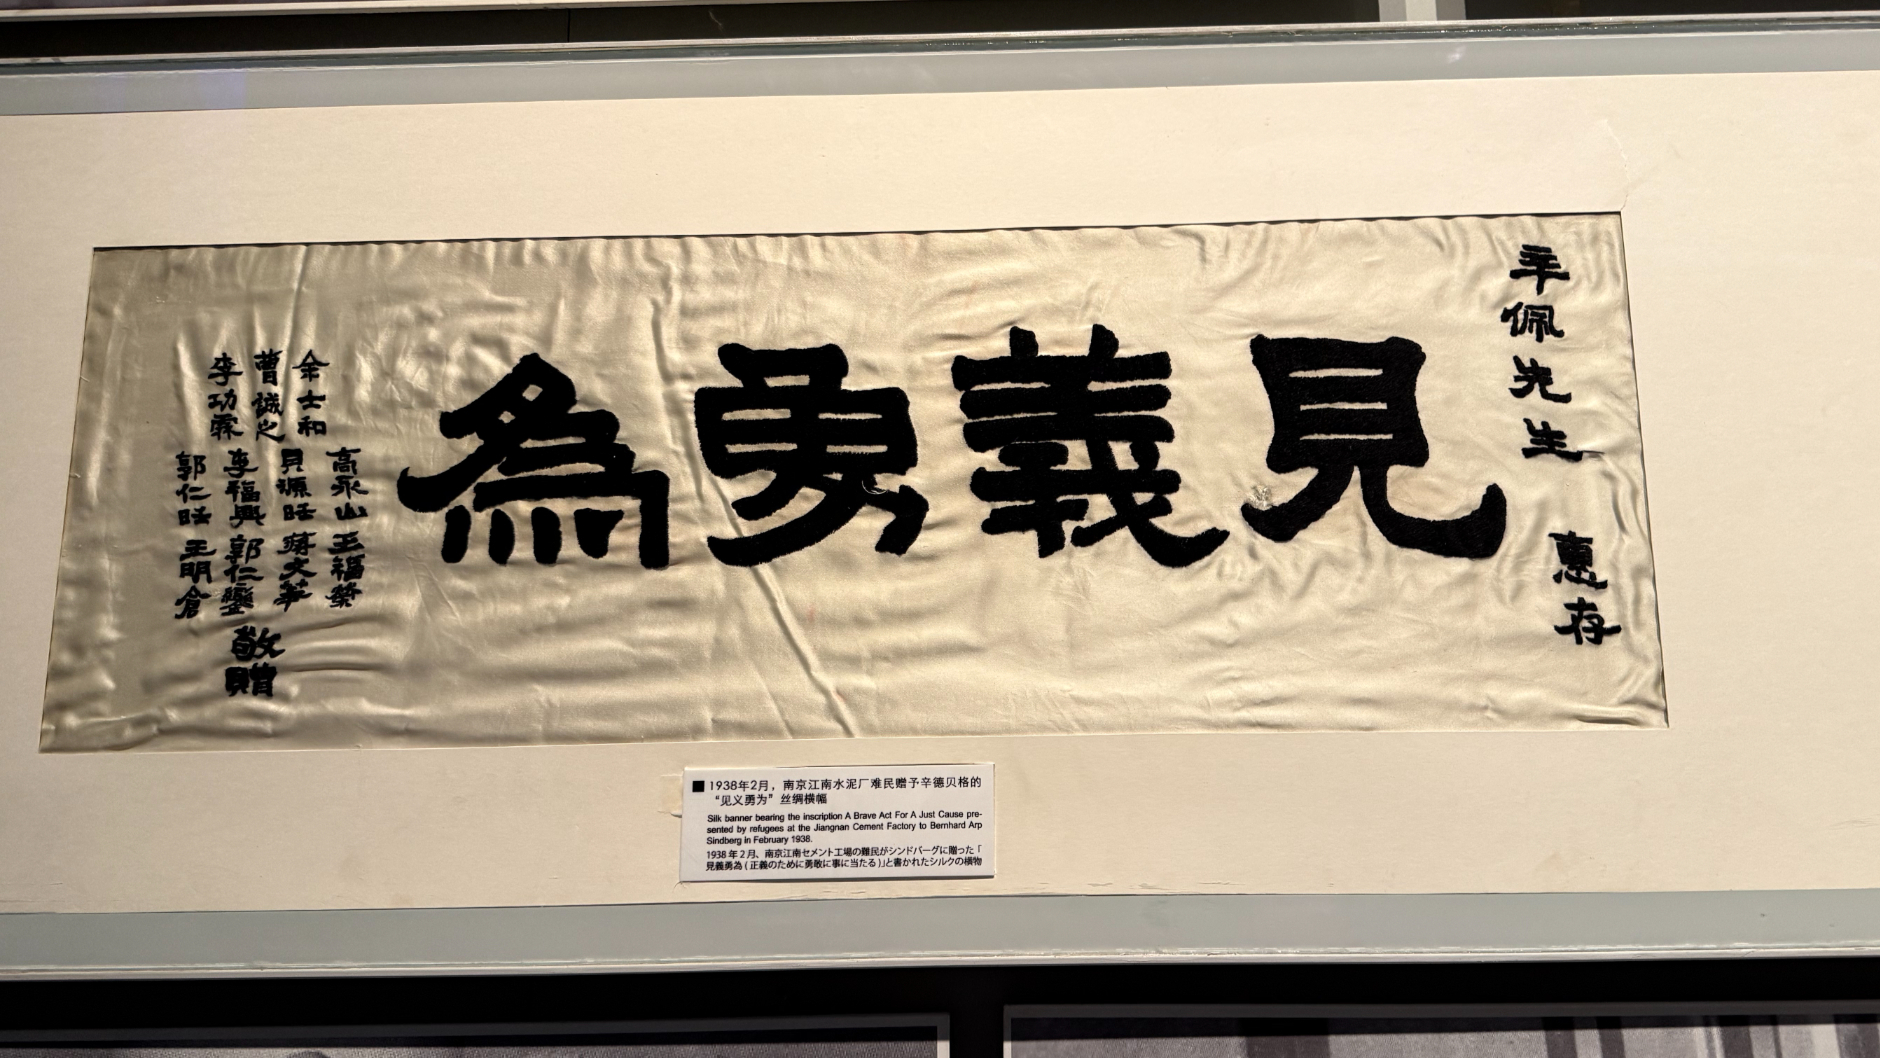 辛佩先生 惠存
見義勇為
余士和
曹誠之
李功霖
高永山 王福榮
貝源旺 蔣文華
李福興 郭仁鑾
郭仁旺 王明倉
敬贈
■ 1938年2月，南京江南水泥厂难民赠予辛德贝格的
“见义勇为”丝绸横幅
Silk banner bearing the inscription A Brave Act For A Just Cause pre-
sented by refugees at the Jiangnan Cement Factory to Bernhard Arp
Sindberg in February 1938.
1938年2月、南京江南セメント工場の難民がシンドバーグに贈った「
見義勇為(正義のために勇敢に事に当たる)」と書かれたシルクの横物